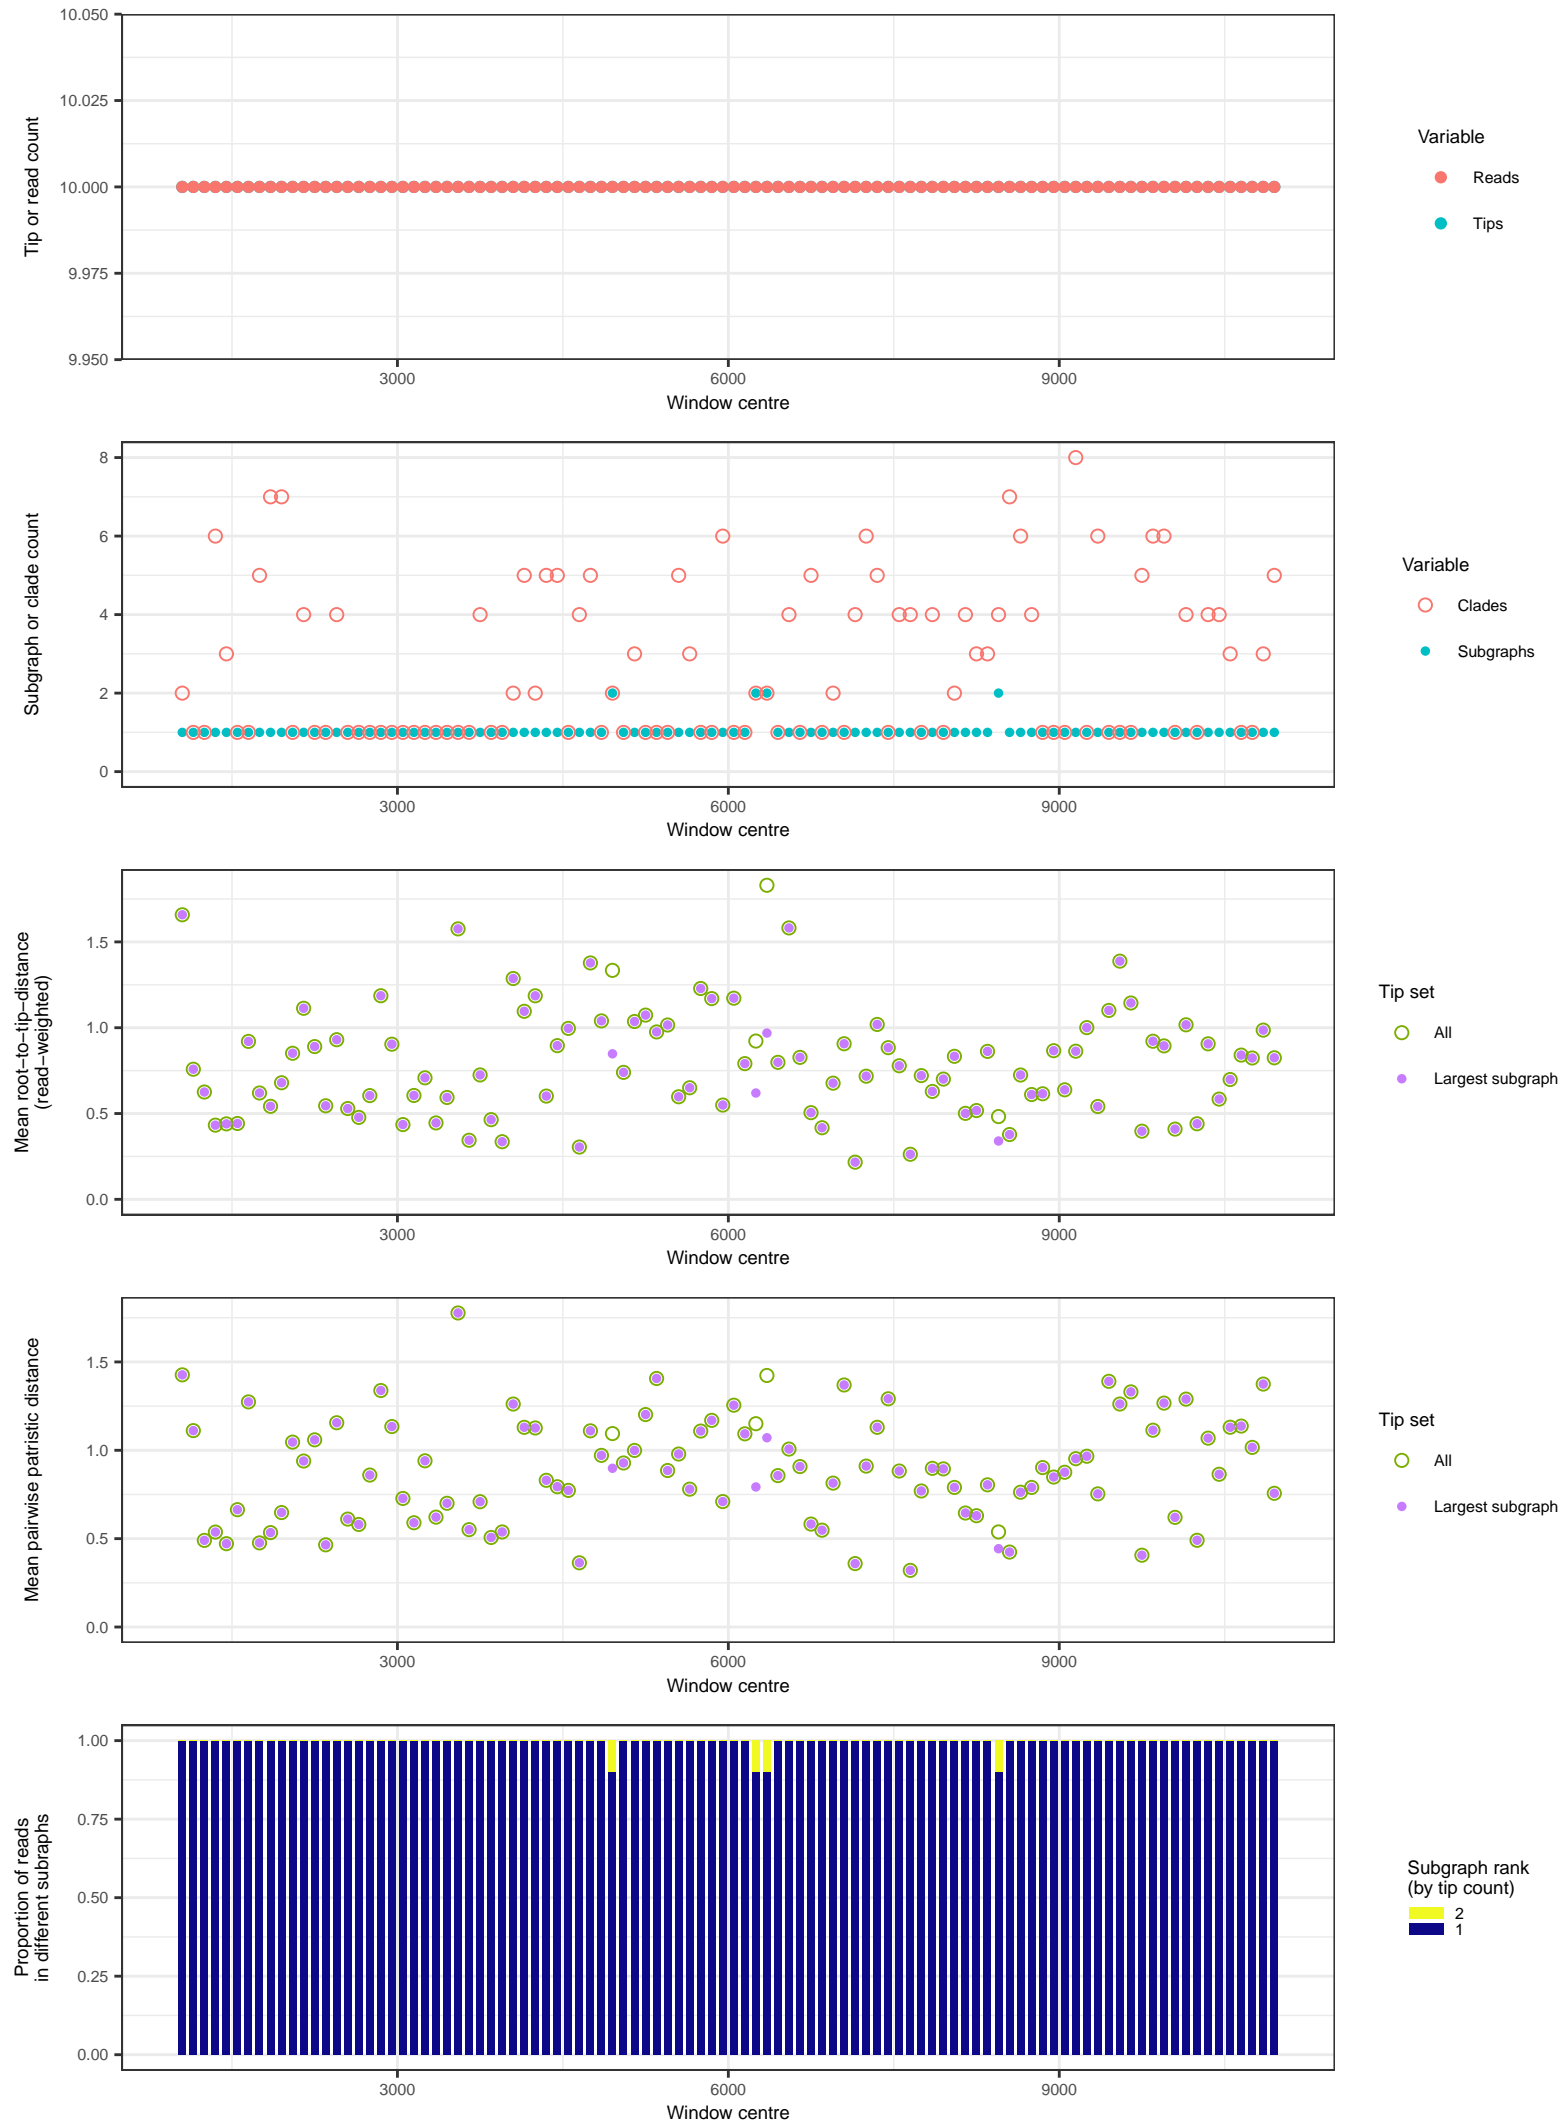 10.050
10.025
10.000
9.975
9.950
Tip or read count
3000
6000
9000
Window centre
Variable
Reads
Tips
8
6
4
2
0
Subgraph or clade count
3000
6000
9000
Window centre
Variable
Clades
Subgraphs
1.5
1.0
0.5
0.0
Mean root−to−tip−distance
(read−weighted)
3000
6000
9000
Window centre
Tip set
All
Largest subgraph
1.5
1.0
0.5
0.0
Mean pairwise patristic distance
3000
6000
9000
Window centre
Tip set
All
Largest subgraph
1.00
0.75
0.50
0.25
0.00
Proportion of reads
in different subraphs
3000
6000
9000
Window centre
Subgraph rank
(by tip count)
2
1